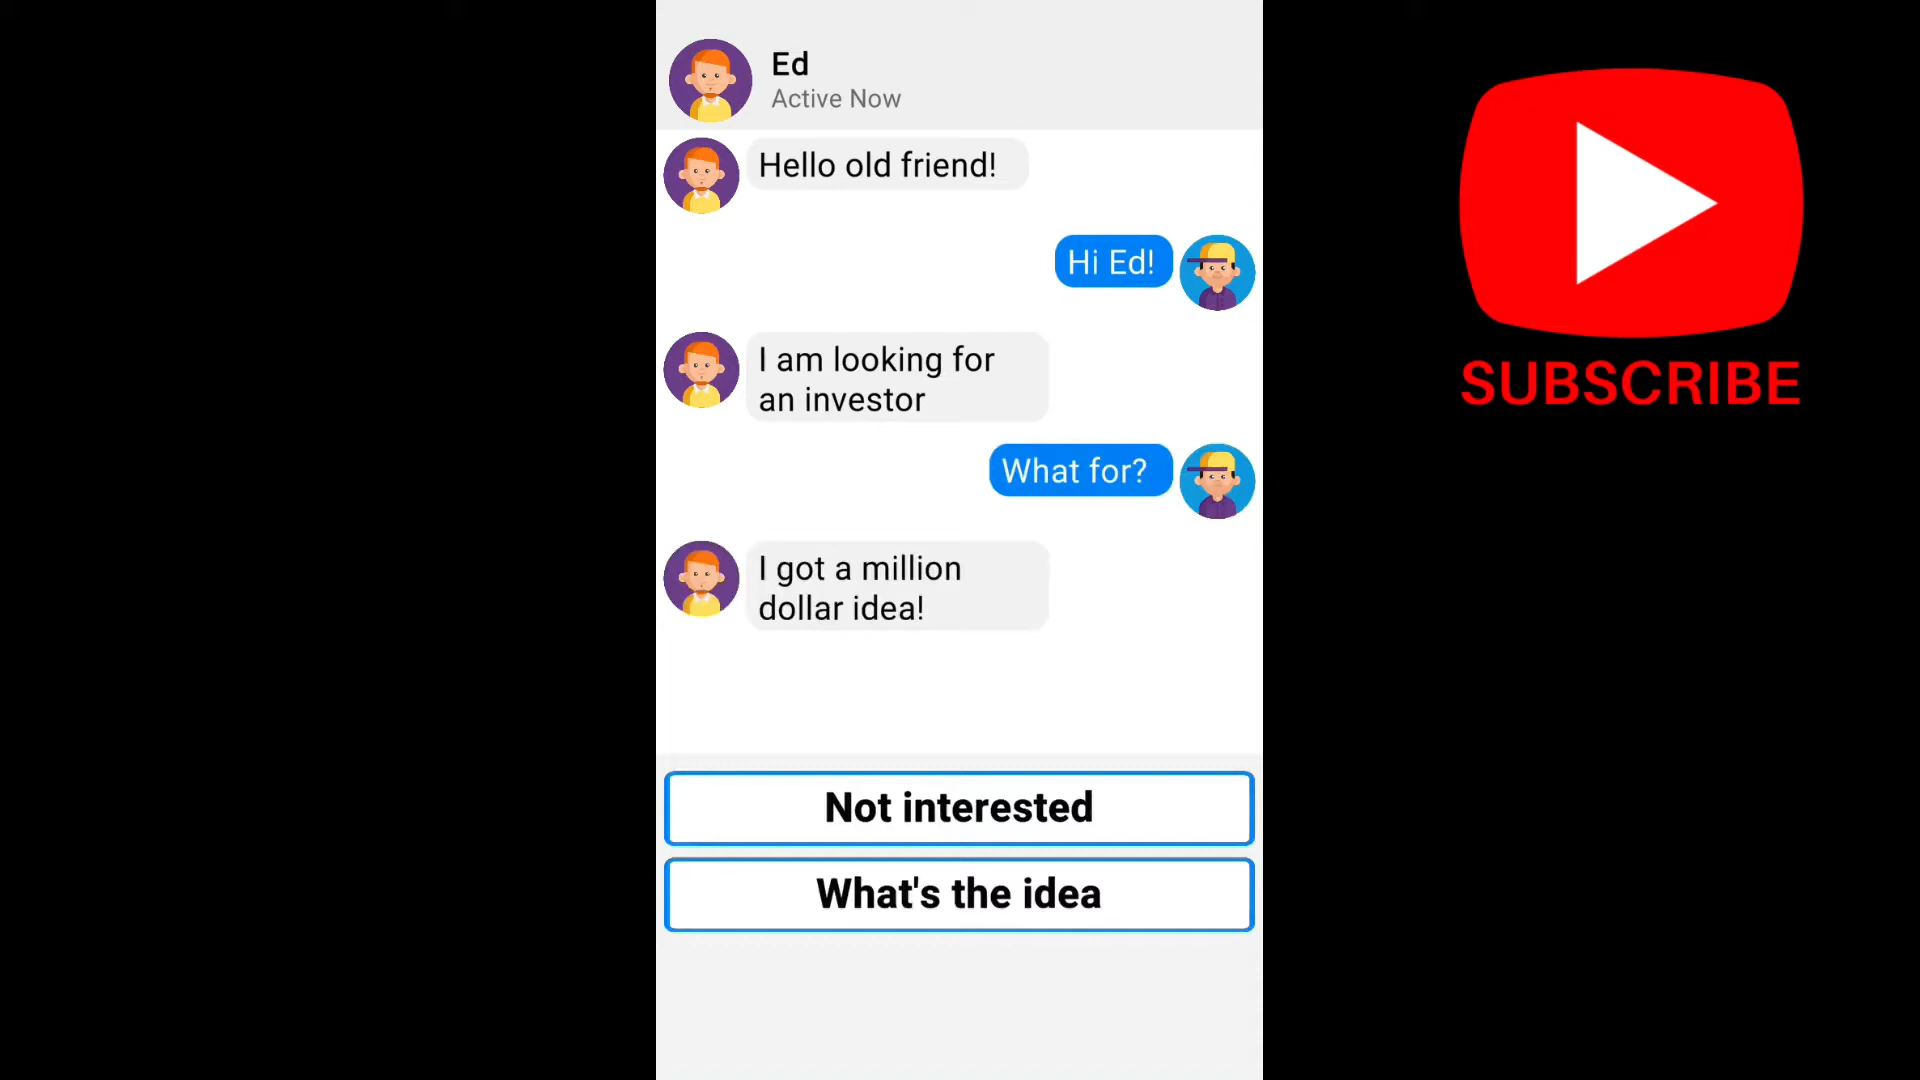 Ed
Active Now
Hello old friend!
Hi Ed!
I am looking for
an investor
What for?
I got a million
dollar idea!
Not interested
What's the idea
SUBSCRIBE